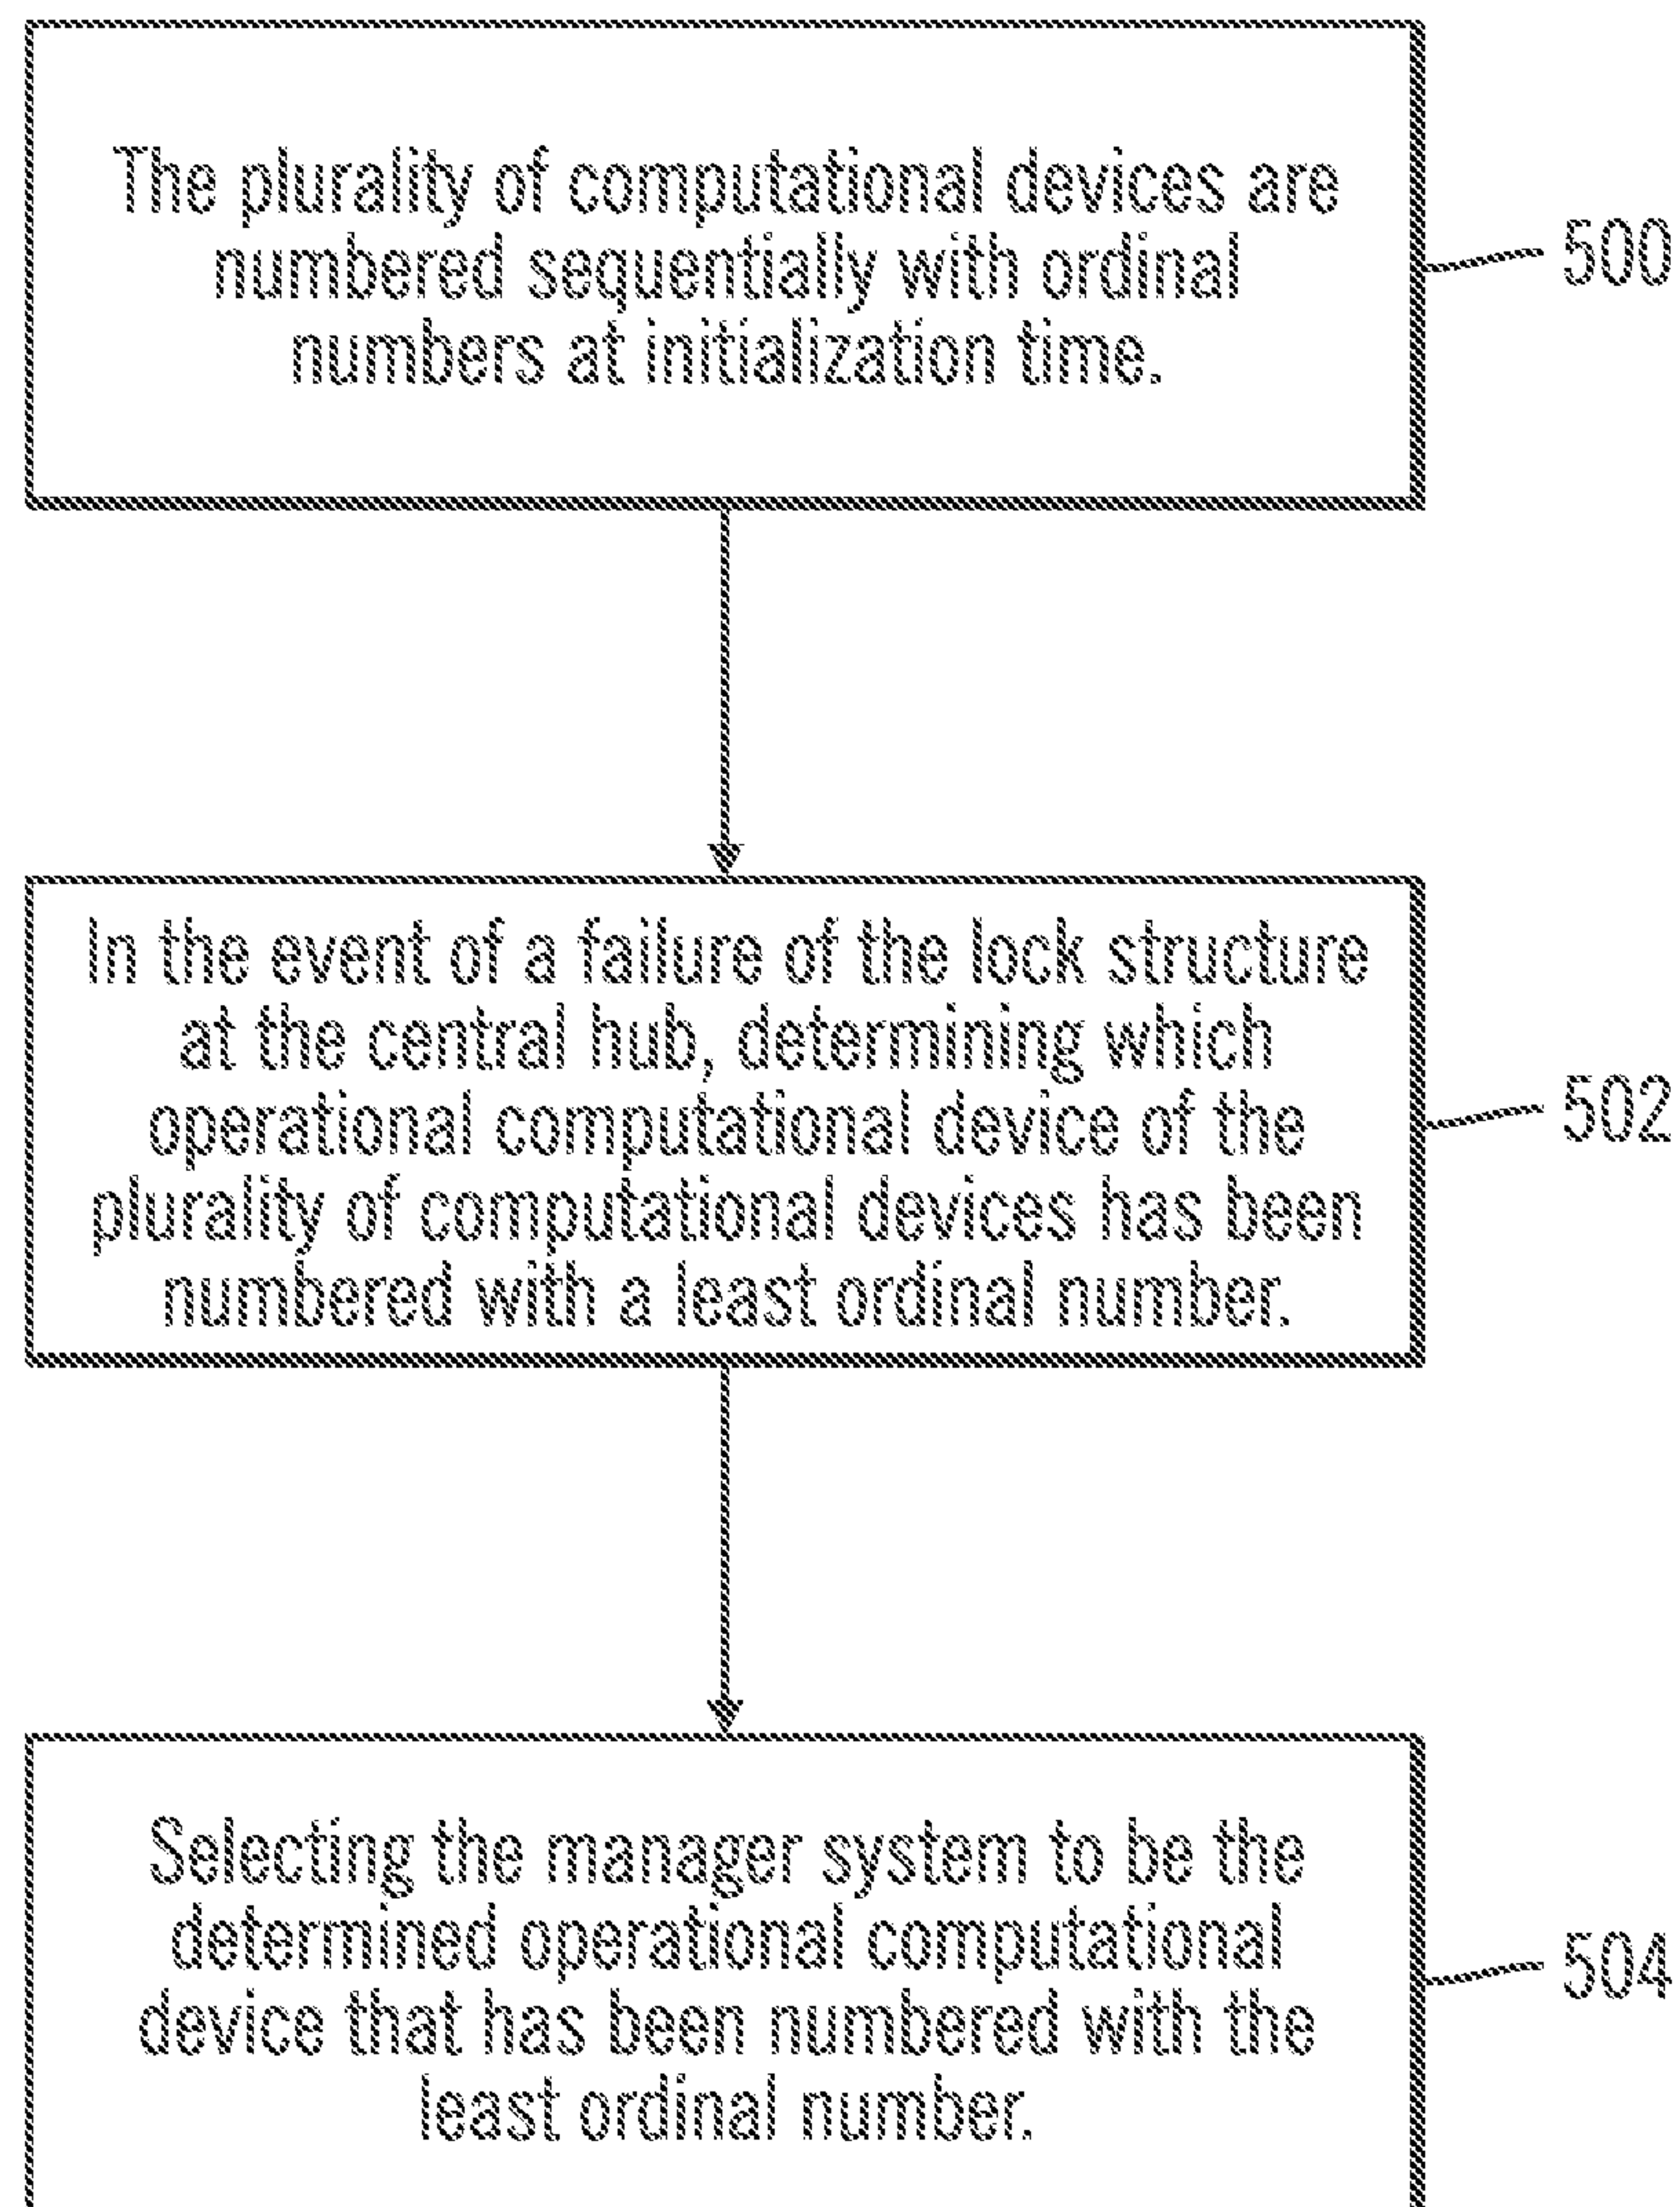 The plurality of computational devices are
numbered sequentially with ordinal
numbers at initialization time.
500
In the event of a failure of the lock structure
at the central hub, determining which
operational computational device of the
plurality of computational devices has been
numbered with a least ordinal number.
502
Selecting the manager system to be the
determined operational computational
device that has been numbered with the
least ordinal number.
504